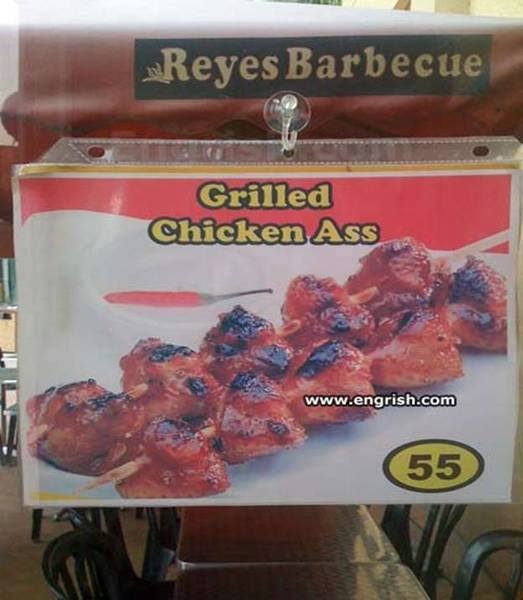 Reyes Barbecue
Grilled
Chicken Ass
www.engrish.com
55